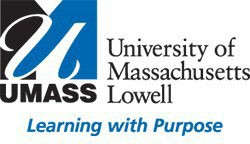 UMASS
University of
Massachusetts
Lowell
Learning with Purpose